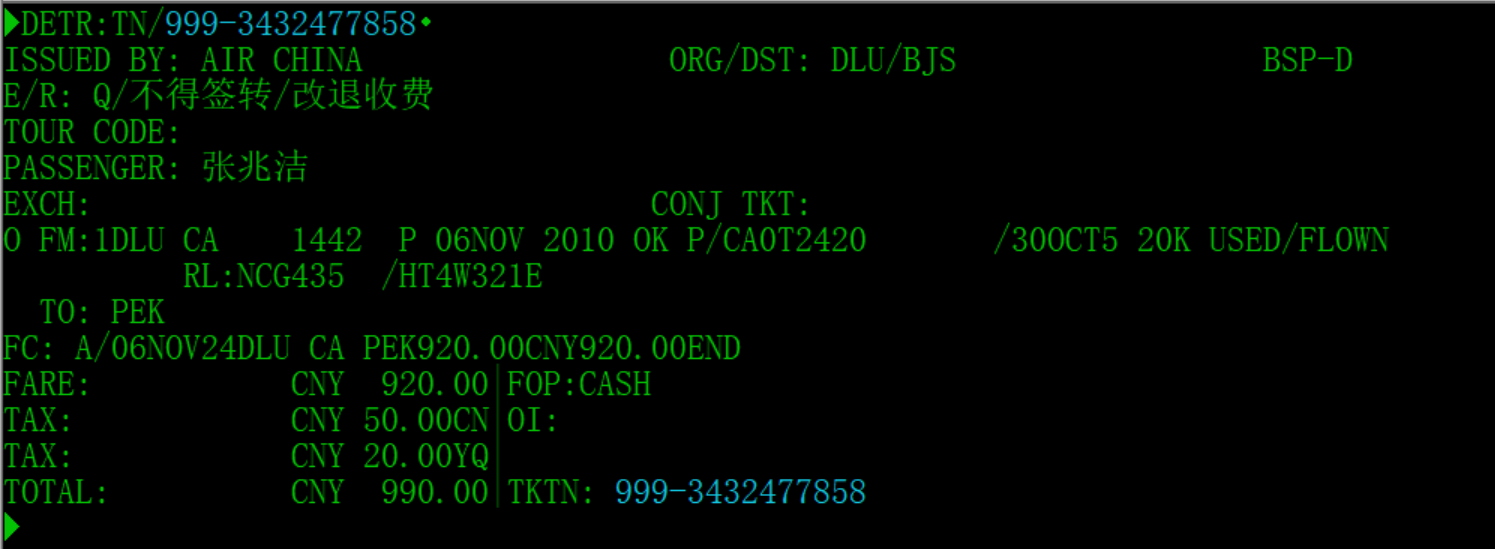 ▶DETR:TN/999-3432477858•
ISSUED BY: AIR CHINA ORG/DST: DLU/BJS BSP-D
E/R: Q/不得签转/改退收费
TOUR CODE:
PASSENGER: 张兆洁
EXCH: CONJ TKT:
O FM:1DLU CA 1442 P 06NOV 2010 OK P/CA0T2420 /30OCT5 20K USED/FLOWN
RL:NCG435 /HT4W321E
TO: PEK
FC: A/06NOV24DLU CA PEK920.00CNY920.00END
FARE: CNY 920.00 FOP:CASH
TAX: CNY 50.00CN OI:
TAX: CNY 20.00YQ
TOTAL: CNY 990.00 TKTN: 999-3432477858
▶